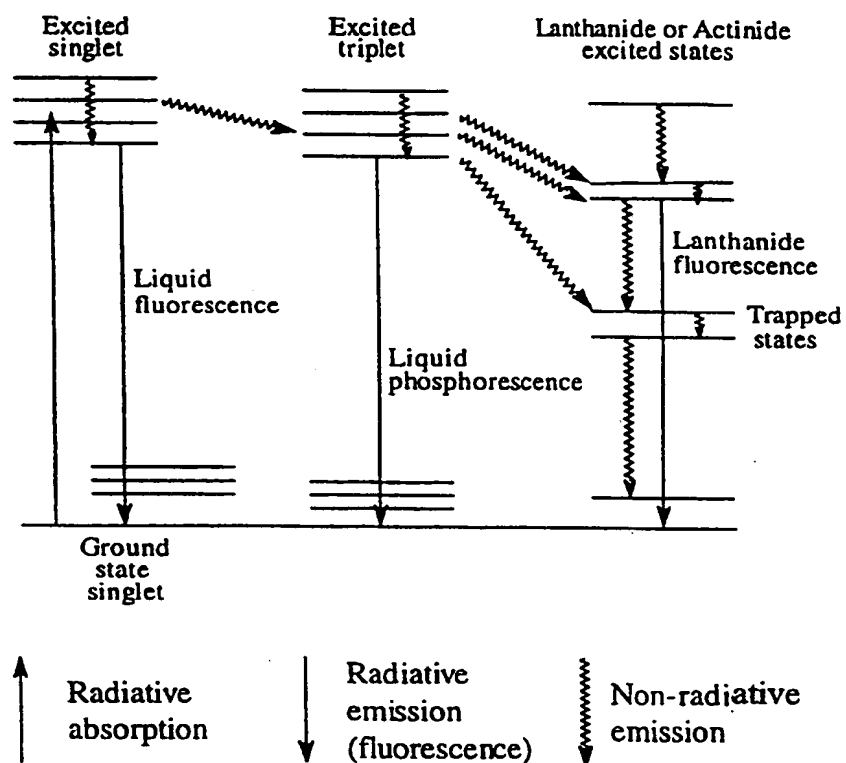 Excited
singlet
Excited
triplet
Lanthanide or Actinide
excited states
Liquid
fluorescence
Liquid
phosphorescence
Lanthanide
fluorescence
Trapped
states
Ground
state
singlet
Radiative
absorption
Radiative
emission
(fluorescence)
Non-radiative
emission